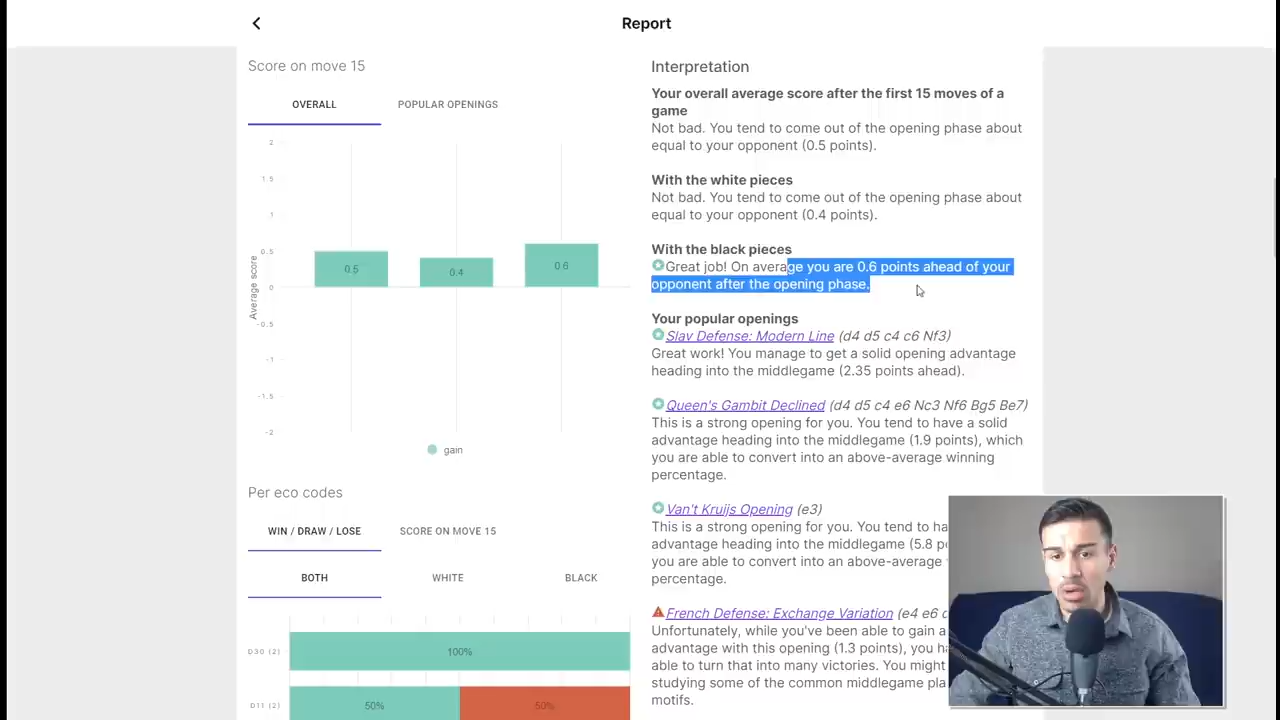 Report
Score on move 15
OVERALL
POPULAR OPENINGS
2
1.5
1
0.5
0
-0.5
-1
-1.5
-2
Average score
0.5
0.4
0.6
gain
Per eco codes
WIN / DRAW / LOSE
SCORE ON MOVE 15
BOTH
WHITE
BLACK
D30 (2)
100%
D11 (2)
50%
50%
Interpretation
Your overall average score after the first 15 moves of a
game
Not bad. You tend to come out of the opening phase about
equal to your opponent (0.5 points).
With the white pieces
Not bad. You tend to come out of the opening phase about
equal to your opponent (0.4 points).
With the black pieces
Great job! On average you are 0.6 points ahead of your
opponent after the opening phase.
Your popular openings
Slav Defense: Modern Line (d4 d5 c4 c6 Nf3)
Great work! You manage to get a solid opening advantage
heading into the middlegame (2.35 points ahead).
Queen's Gambit Declined (d4 d5 c4 e6 Nc3 Nf6 Bg5 Be7)
This is a strong opening for you. You tend to have a solid
advantage heading into the middlegame (1.9 points), which
you are able to convert into an above-average winning
percentage.
Van't Kruijs Opening (e3)
This is a strong opening for you. You tend to ha
advantage heading into the middlegame (5.8 p
you are able to convert into an above-average
percentage.
French Defense: Exchange Variation (e4 e6 d
Unfortunately, while you've been able to gain a
advantage with this opening (1.3 points), you ha
able to turn that into many victories. You might
studying some of the common middlegame pla
motifs.